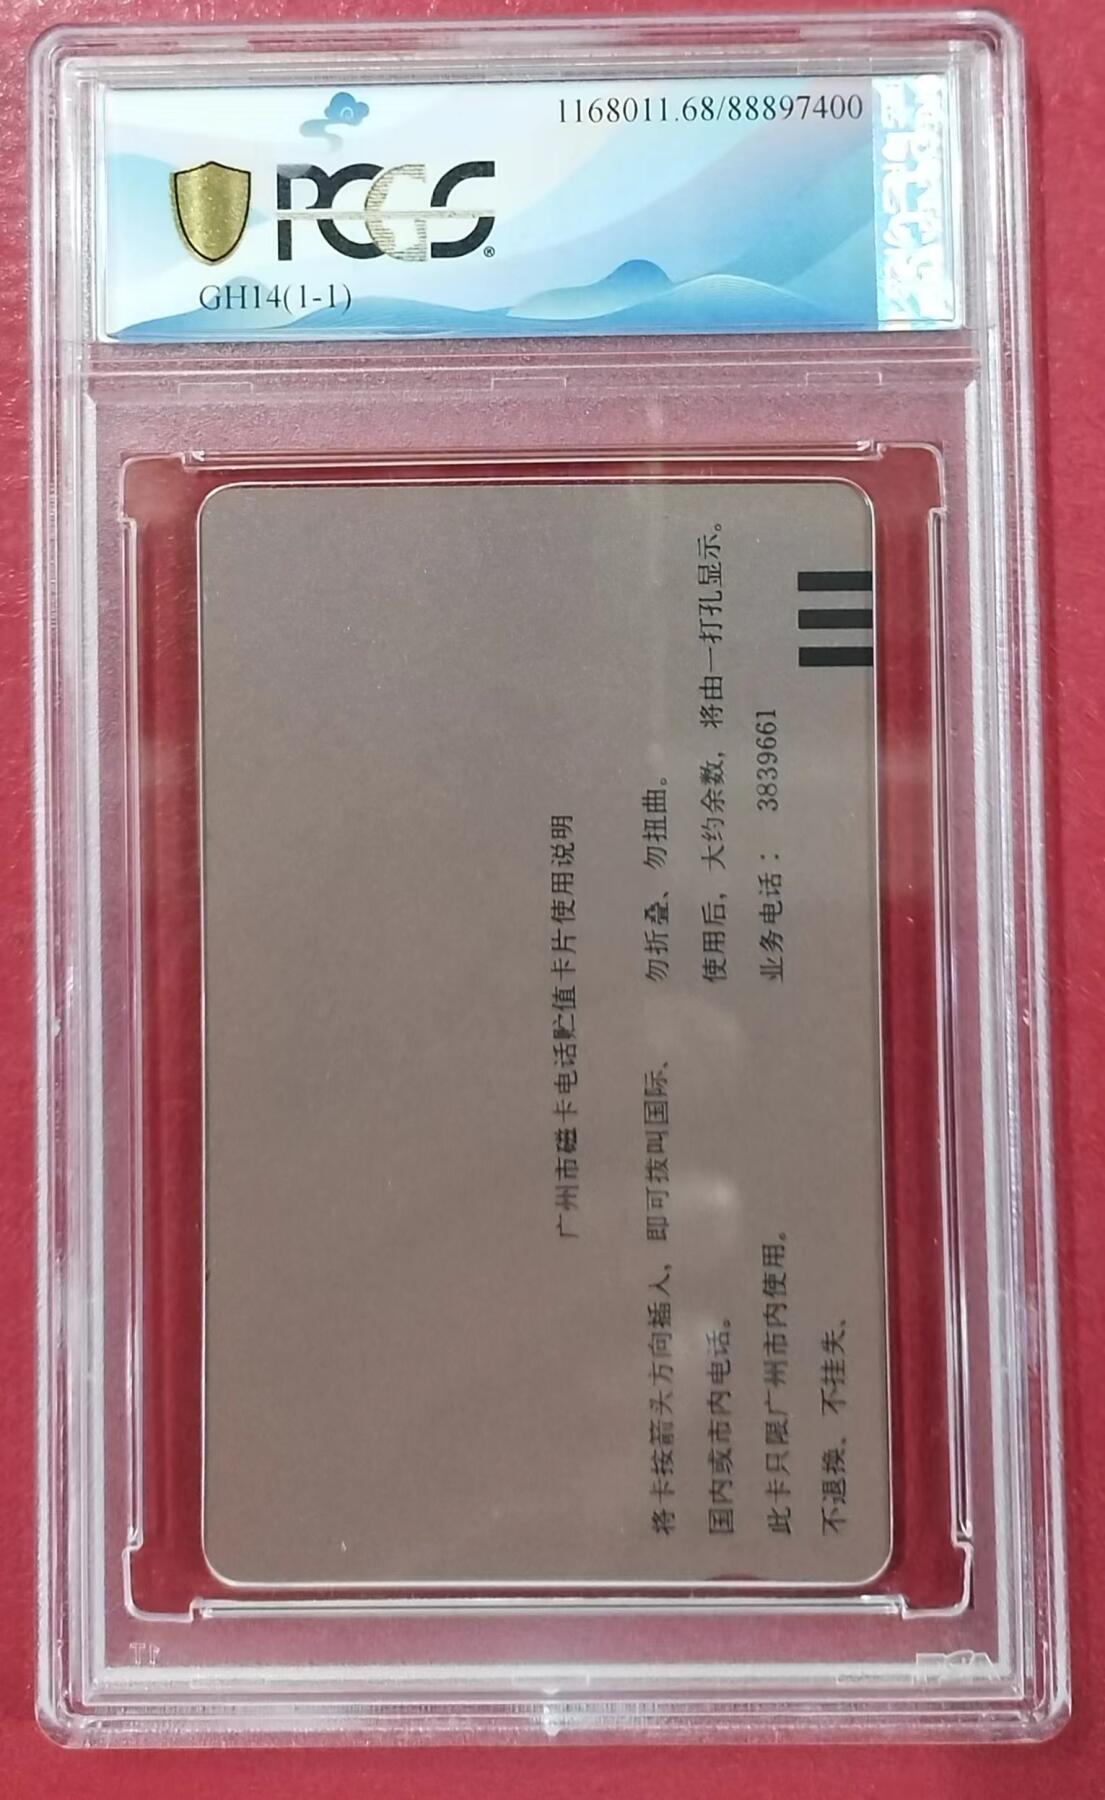 1168011.68/88897400
PCGS®
GH14(1-1)
广州市磁卡电话贮值卡片使用说明
将卡按箭头方向插入，即可拨叫国际、
国内或市内电话。
此卡只限广州市内使用。
不退换、不挂失、
勿折叠、勿扭曲。
使用后，大约余数，将由一打孔显示。
业务电话： 3839661